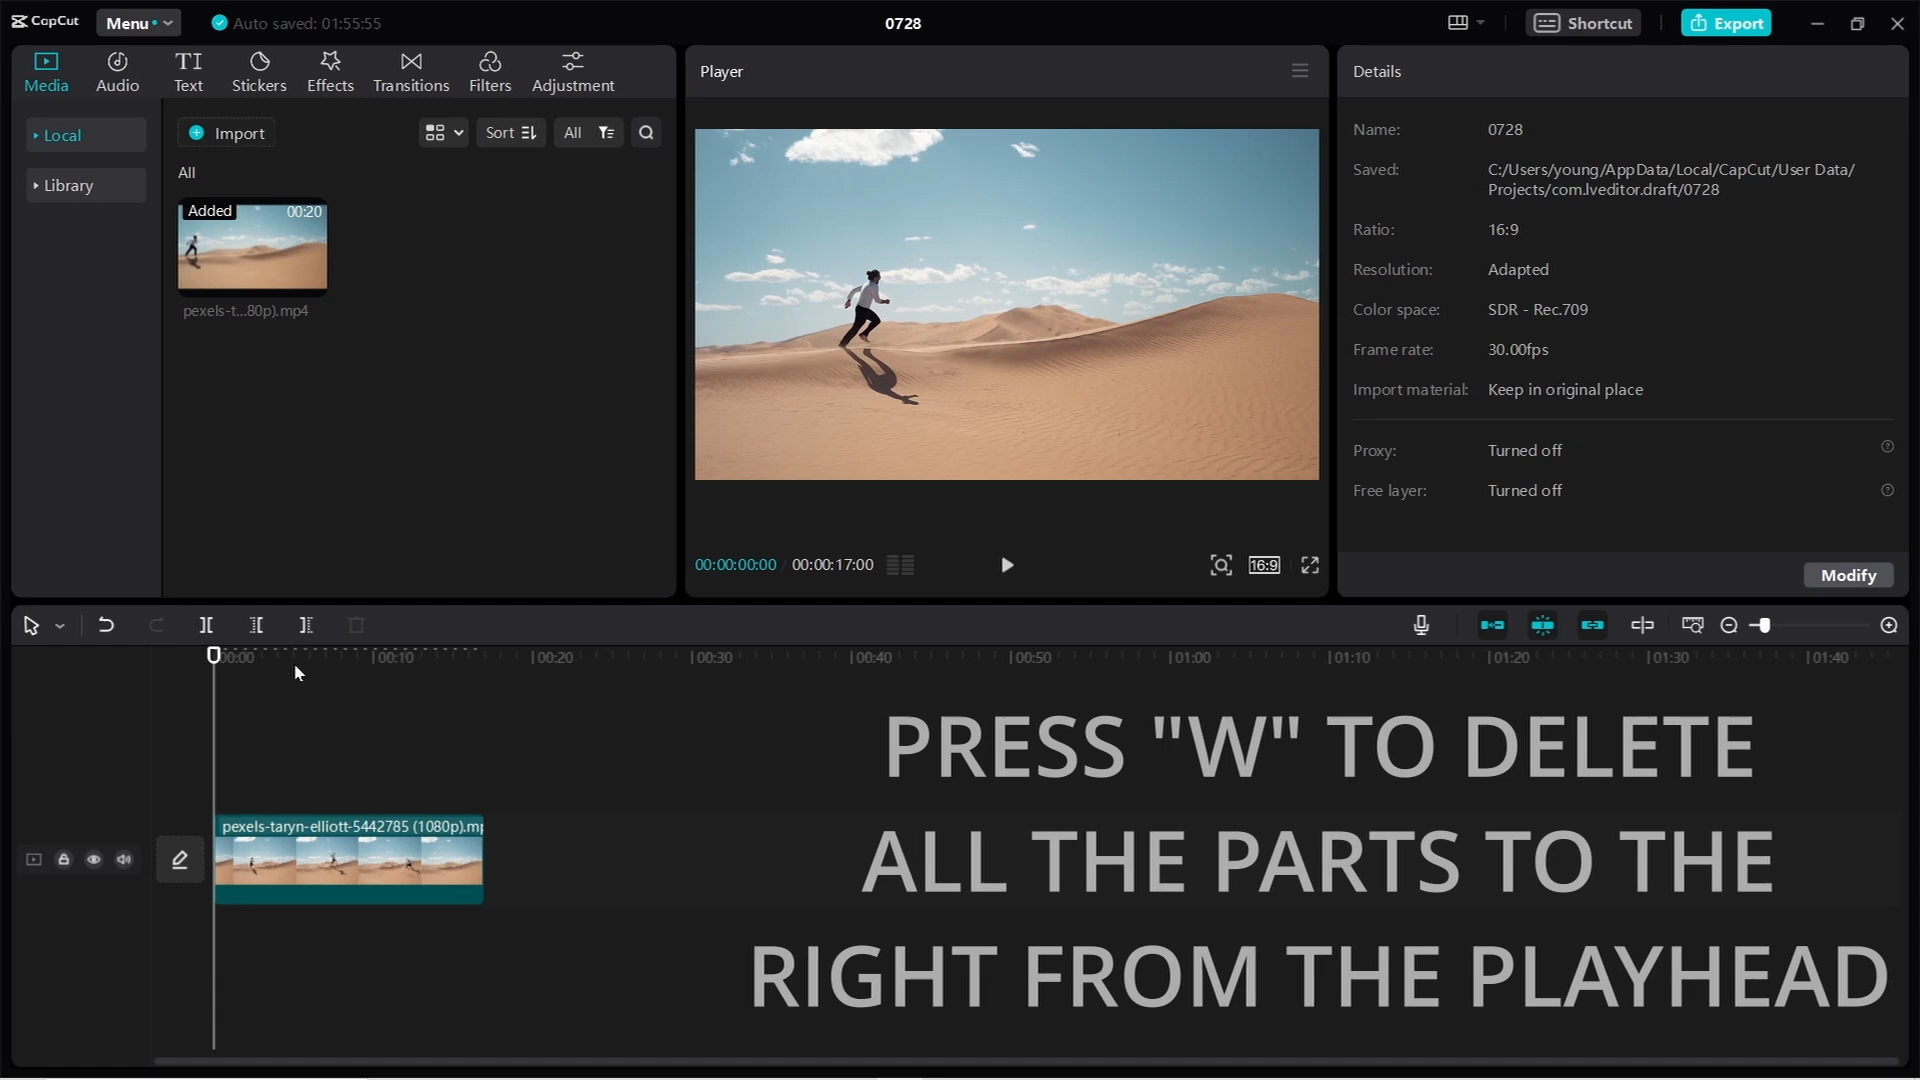 CapCut
Menu
Auto saved: 01:55:55
0728
Shortcut
Export
Media
Audio
TI
Text
Stickers
Effects
Transitions
Filters
Adjustment
Player
Details
Local
Library
Import
Sort
All
All
Added
00:20
pexels-t...80p).mp4
Name:
0728
Saved:
C:/Users/young/AppData/Local/CapCut/User Data/
Projects/com.lveditor.draft/0728
Ratio:
16:9
Resolution:
Adapted
Color space:
SDR - Rec.709
Frame rate:
30.00fps
Import material:
Keep in original place
Proxy:
Turned off
Free layer:
Turned off
Modify
00:00:00:00
00:00:17:00
16:9
00:00
00:10
00:20
00:30
00:40
00:50
01:00
01:10
01:20
01:30
01:40
PRESS "W" TO DELETE
ALL THE PARTS TO THE
RIGHT FROM THE PLAYHEAD
pexels-taryn-elliott-5442785 (1080p).mp